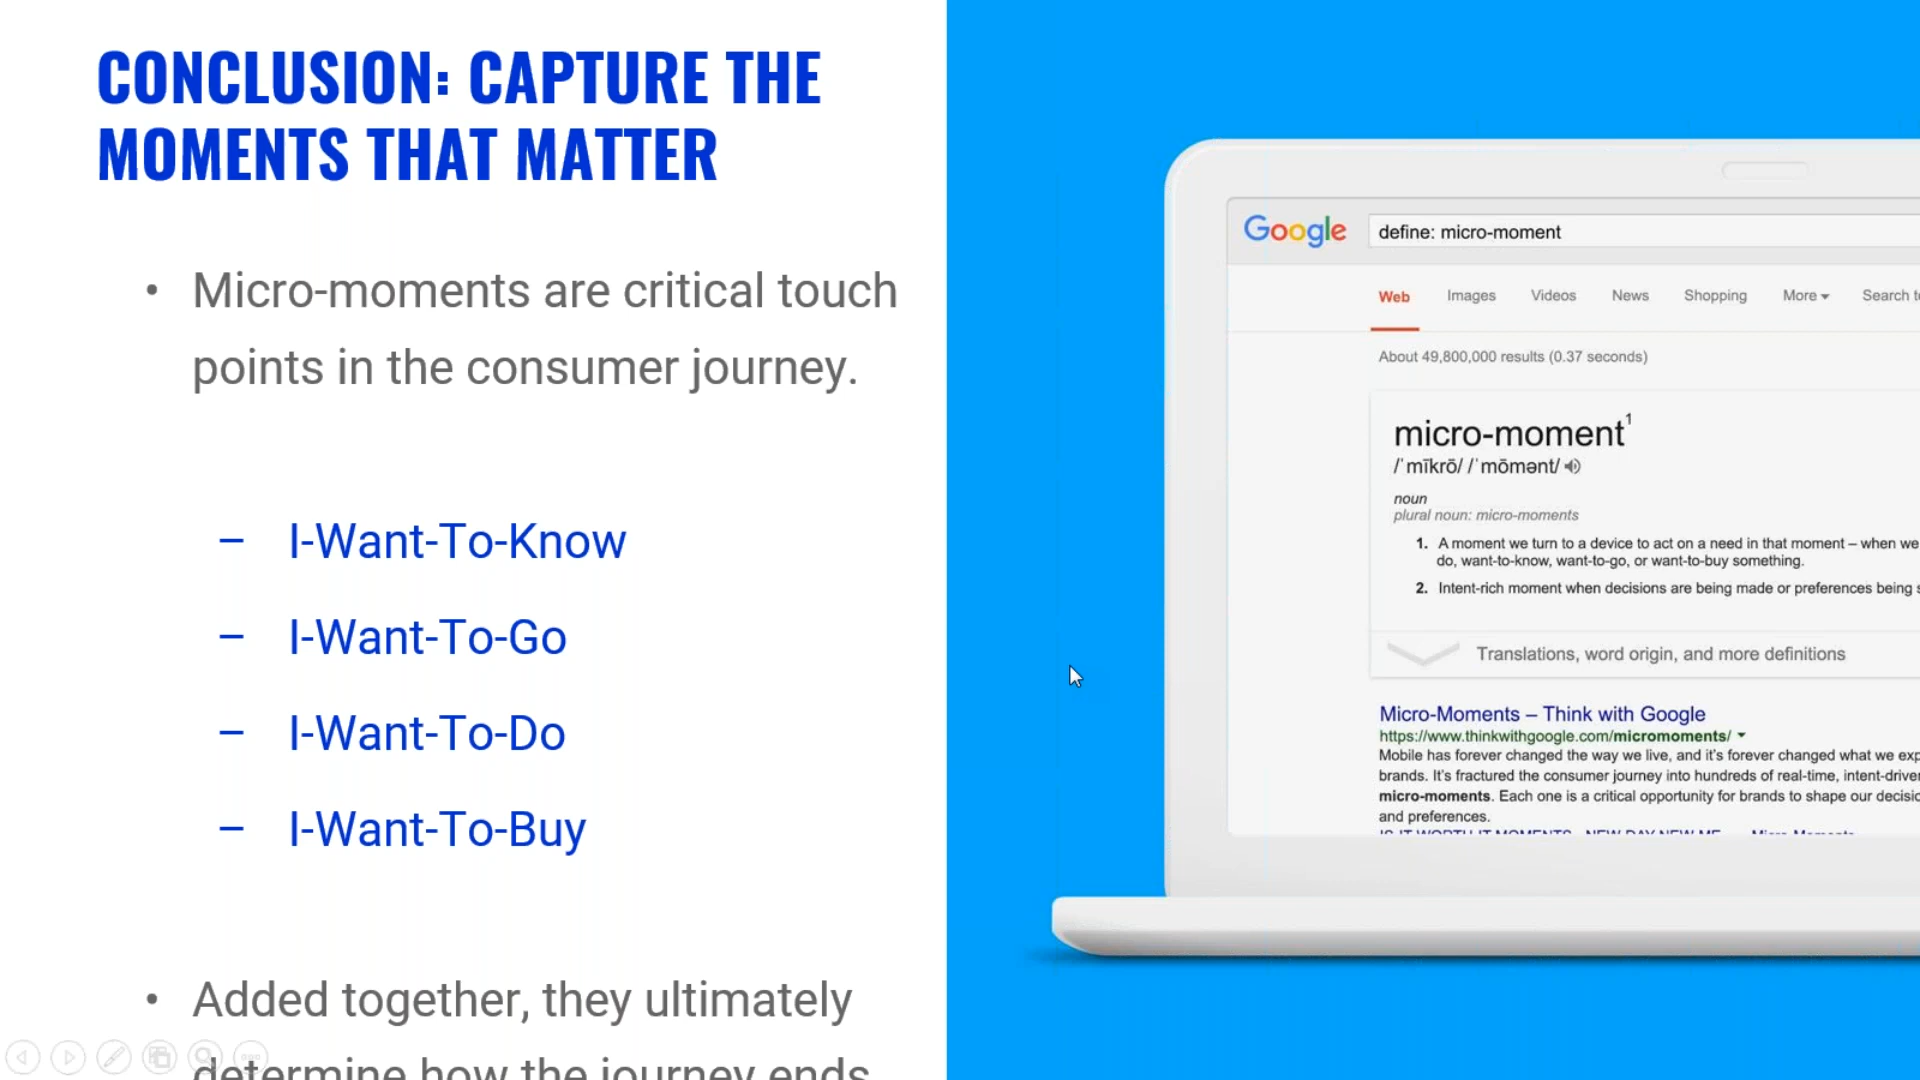 CONCLUSION: CAPTURE THE
MOMENTS THAT MATTER
• Micro-moments are critical touch
points in the consumer journey.
– I-Want-To-Know
– I-Want-To-Go
– I-Want-To-Do
– I-Want-To-Buy
• Added together, they ultimately
determine how the journey ends
Google
define: micro-moment
Web Images Videos News Shopping More Search
About 49,800,000 results (0.37 seconds)
micro-moment¹
/ˈmīkrō/ /ˈmōmənt/
noun
plural noun: micro-moments
1. A moment we turn to a device to act on a need in that moment – when we
do, want-to-know, want-to-go, or want-to-buy something.
2. Intent-rich moment when decisions are being made or preferences being
Translations, word origin, and more definitions
Micro-Moments – Think with Google
https://www.thinkwithgoogle.com/micromoments/
Mobile has forever changed the way we live, and it's forever changed what we
brands. It's fractured the consumer journey into hundreds of real-time,
micro-moments. Each one is a critical opportunity for brands to shape our
and preferences.